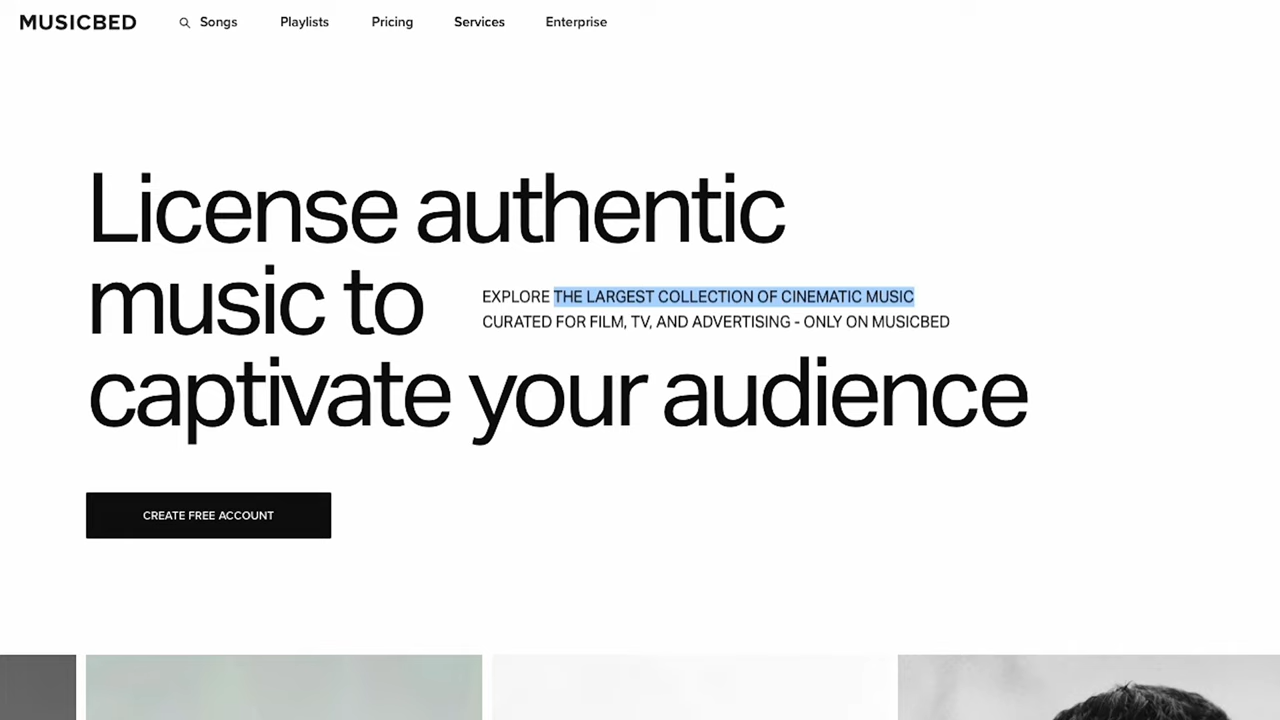 MUSICBED
Songs
Playlists
Pricing
Services
Enterprise
License authentic
music to
EXPLORE THE LARGEST COLLECTION OF CINEMATIC MUSIC
CURATED FOR FILM, TV, AND ADVERTISING - ONLY ON MUSICBED
captivate your audience
CREATE FREE ACCOUNT